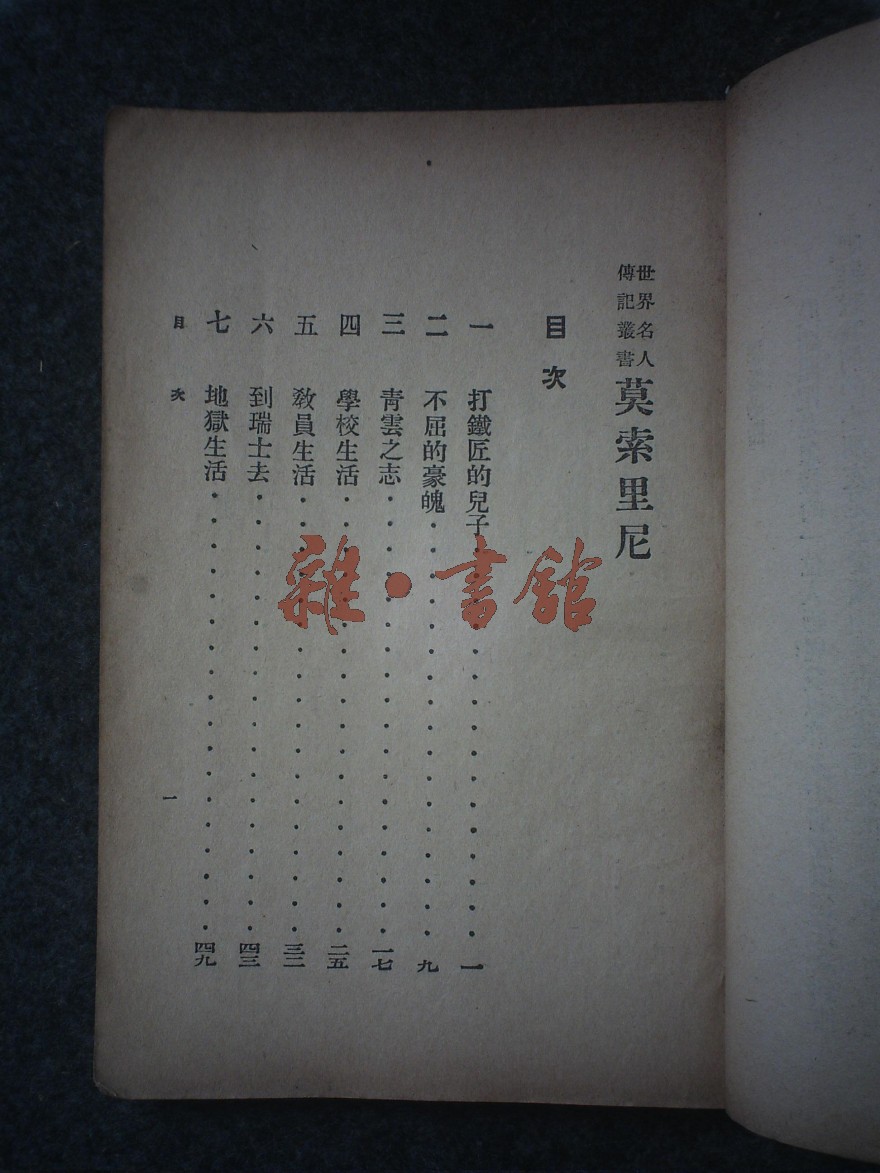 世界名人
傳記叢書
莫索里尼
目次
一 打鐵匠的兒子 一
二 不屈的豪魄 九
三 青雲之志 一七
四 學校生活 二五
五 教員生活 三二
六 到瑞士去 四三
七 地獄生活 四九
目次 一
雜·書館